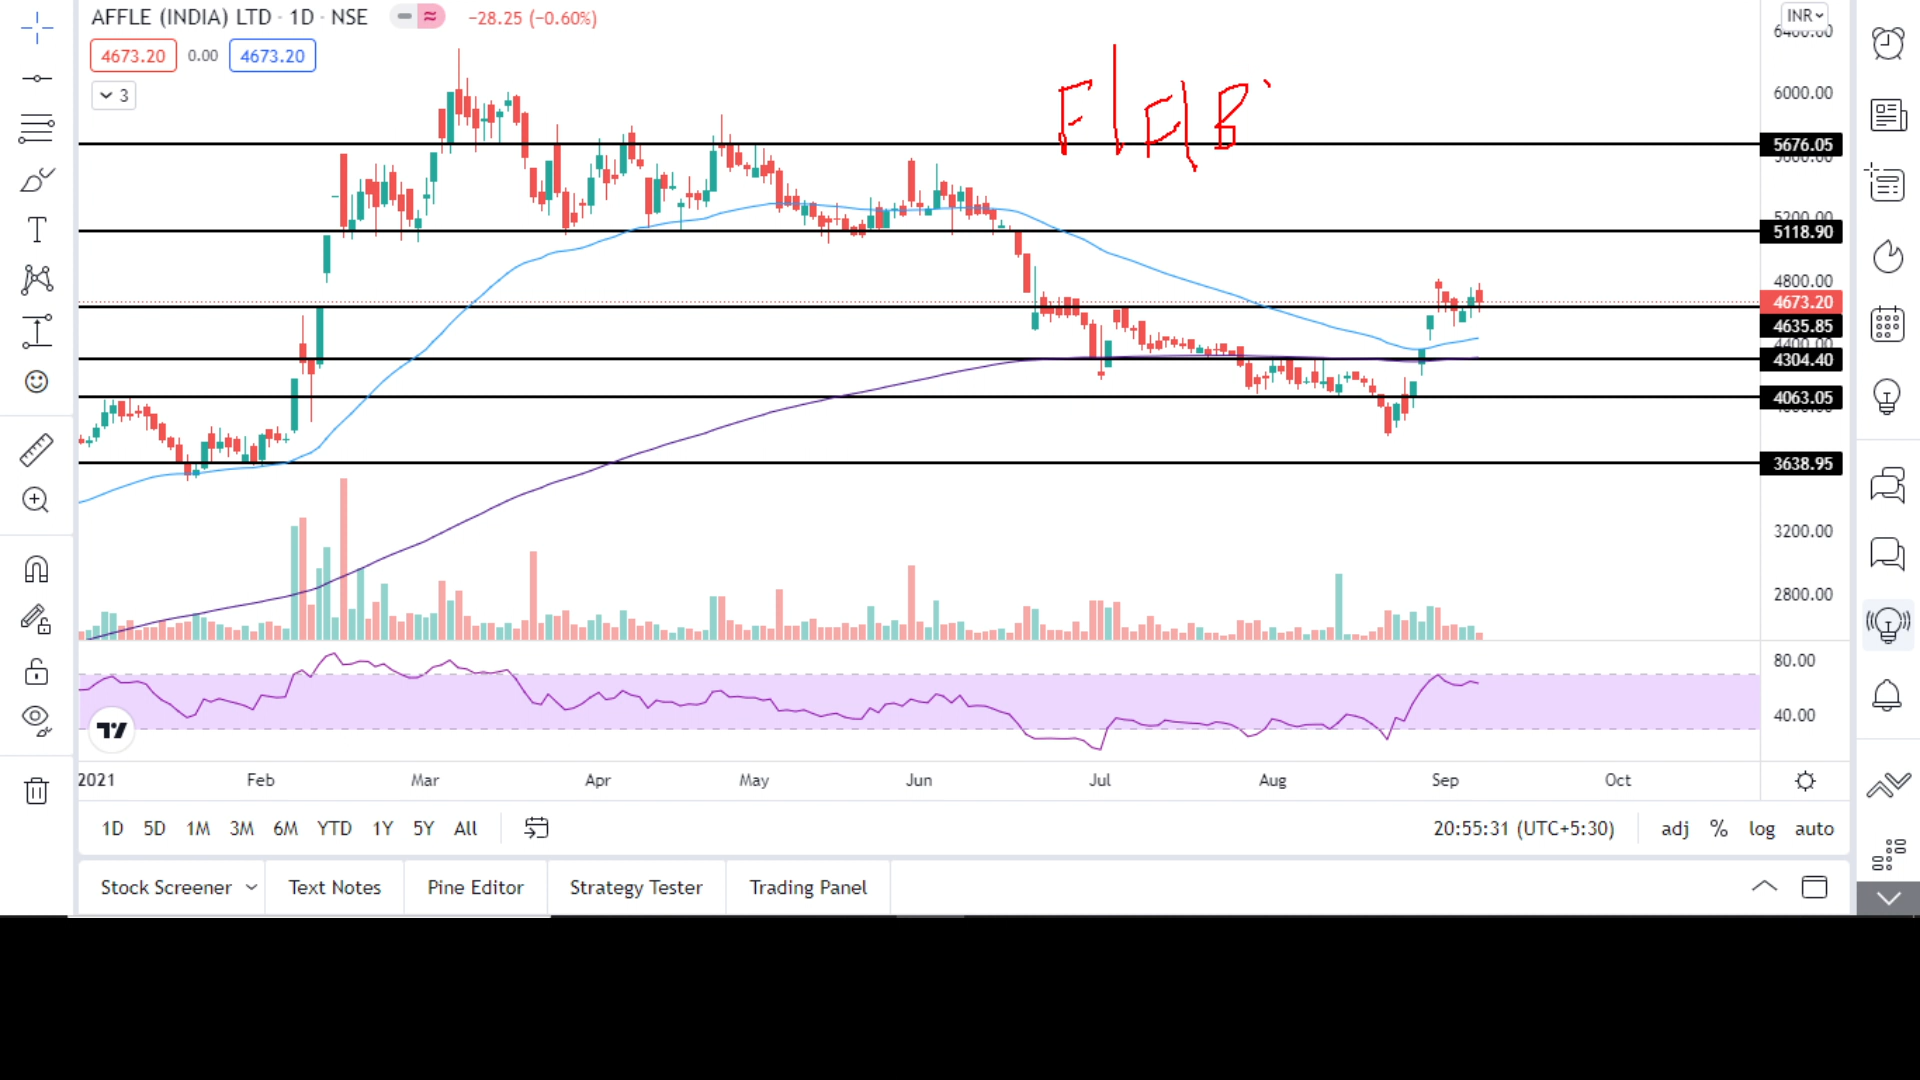 AFFLE (INDIA) LTD · 1D · NSE −28.25 (−0.60%)
4673.20 0.00 4673.20
3
INR
6000.00
5676.05
5118.90
4800.00
4673.20
4635.85
4304.40
4063.05
3638.95
3200.00
2800.00
80.00
40.00
2021 Feb Mar Apr May Jun Jul Aug Sep Oct
1D 5D 1M 3M 6M YTD 1Y 5Y All 20:55:31 (UTC+5:30) adj % log auto
Stock Screener Text Notes Pine Editor Strategy Tester Trading Panel